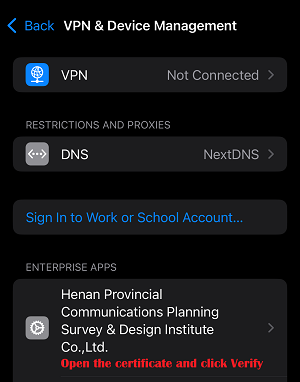 Back VPN & Device Management
VPN Not Connected
RESTRICTIONS AND PROXIES
DNS NextDNS
Sign In to Work or School Account...
ENTERPRISE APPS
Henan Provincial
Communications Planning
Survey & Design Institute
Co.,Ltd.
Open the certificate and click Verify